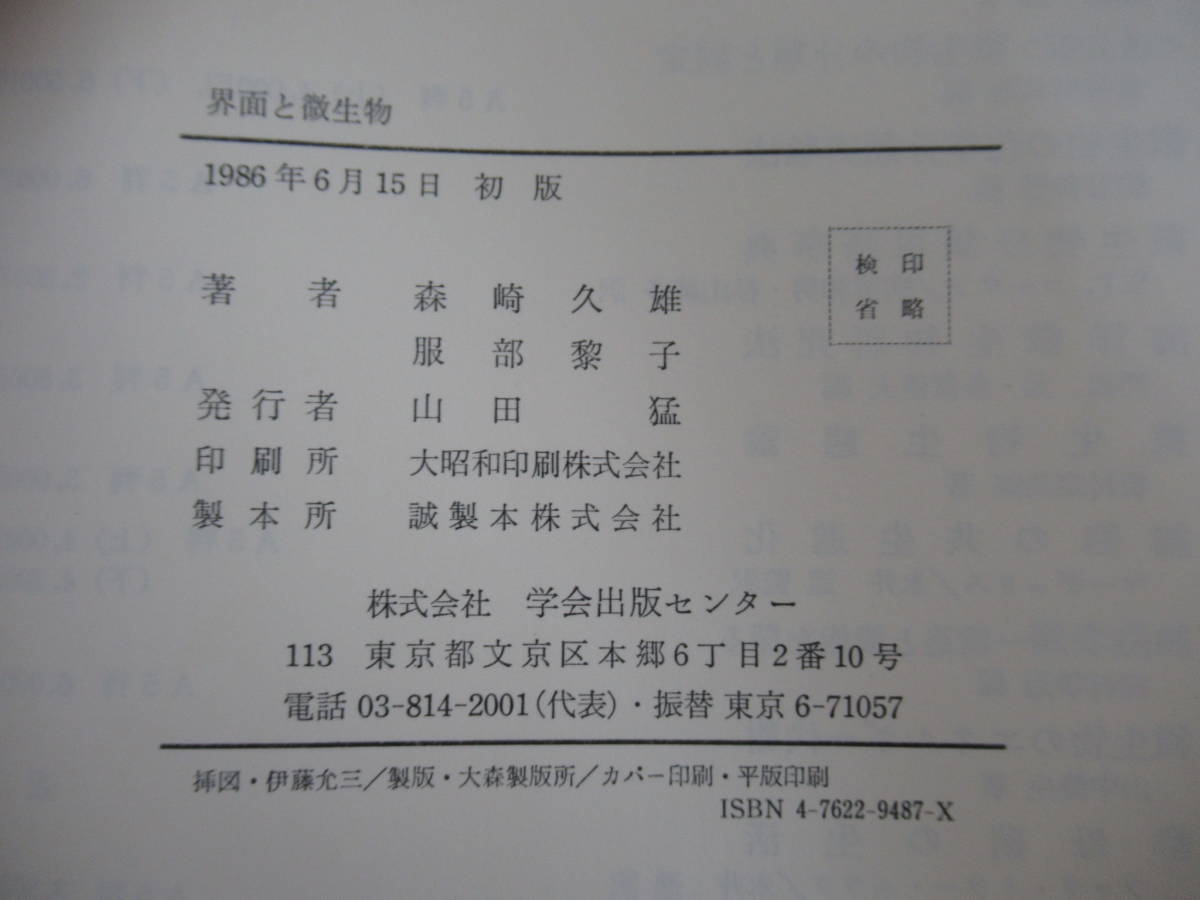 界面と微生物
1986年6月15日 初版
検印
省略
著者 森崎久雄
服部黎子
発行者 山田 猛
印刷所 大昭和印刷株式会社
製本所 誠製本株式会社
株式会社 学会出版センター
113 東京都文京区本郷6丁目2番10号
電話 03-814-2001(代表)・振替 東京 6-71057
挿図・伊藤允三/製版・大森製版所/カバー印刷・平版印刷
ISBN 4-7622-9487-X